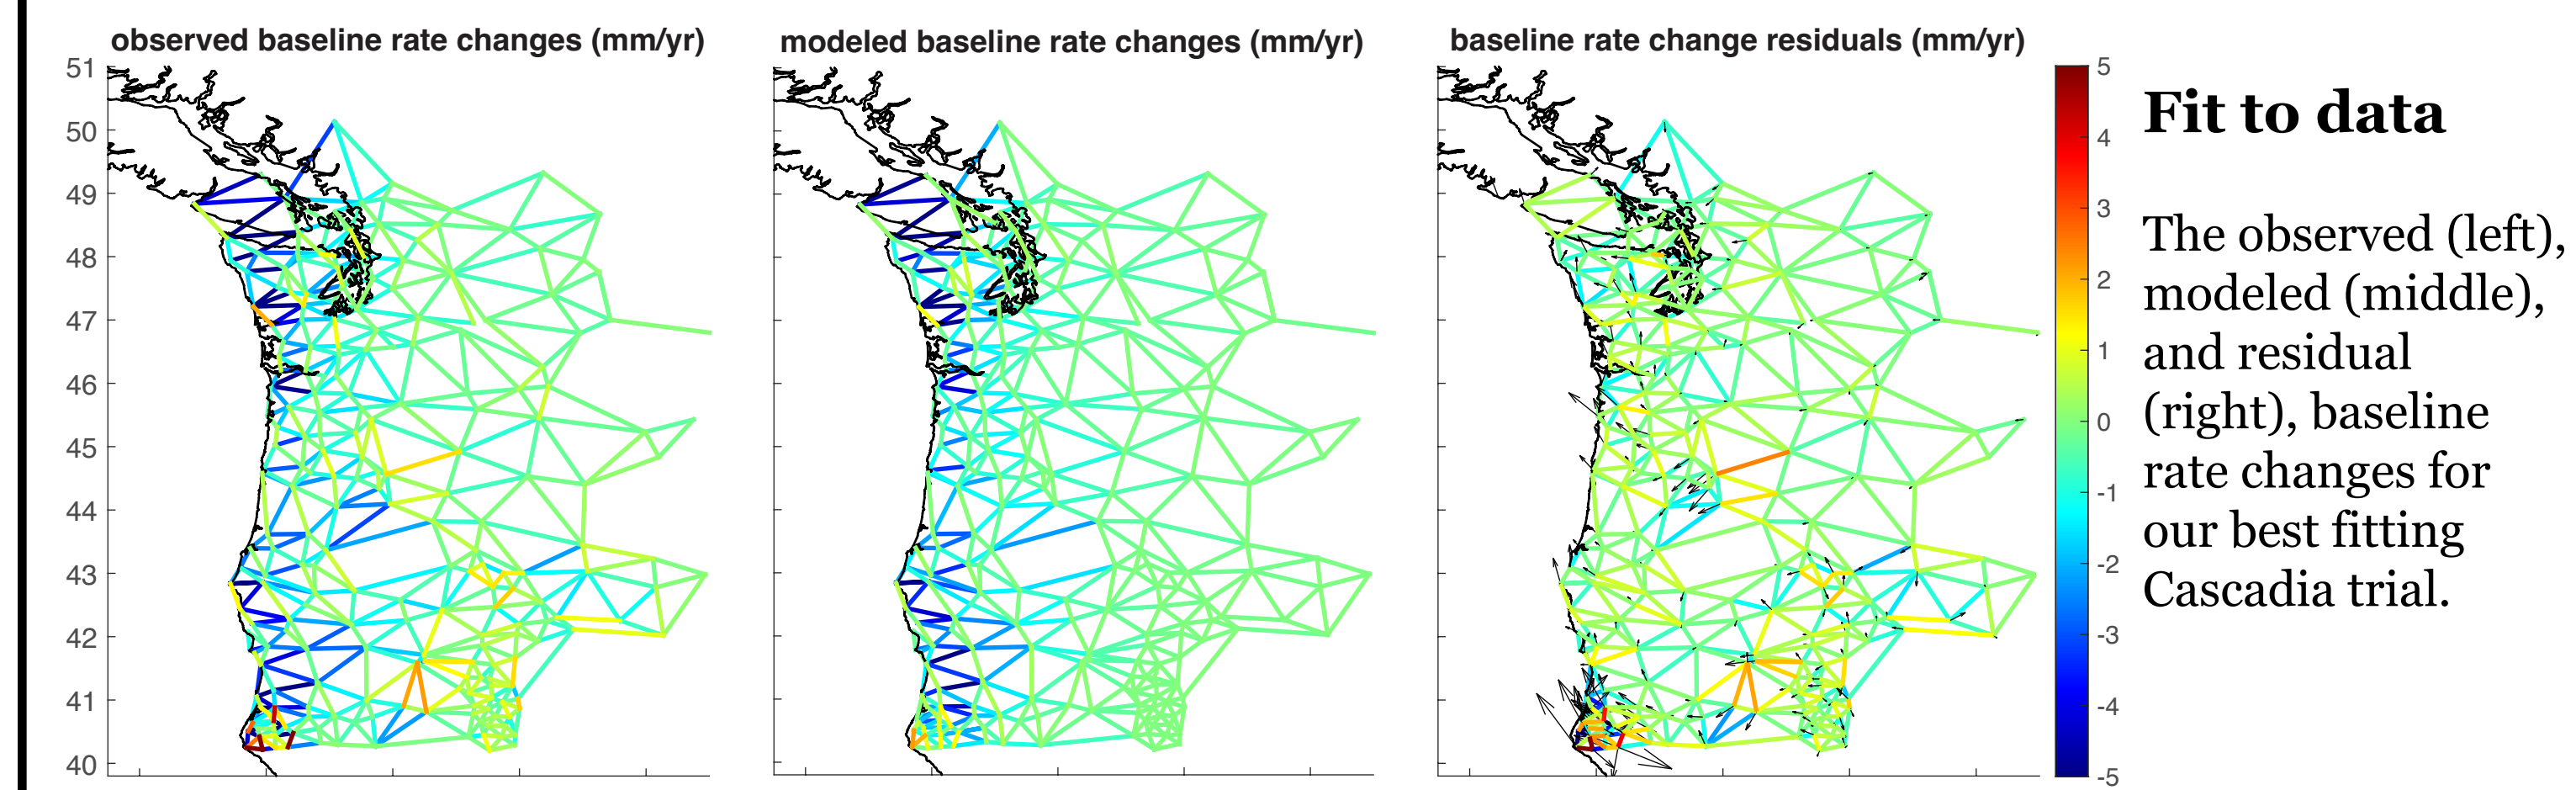 observed baseline rate changes (mm/yr)
modeled baseline rate changes (mm/yr)
baseline rate change residuals (mm/yr)
51
50
49
48
47
46
45
44
43
42
41
40
5
4
3
2
1
0
-1
-2
-3
-4
-5
Fit to data
The observed (left),
modeled (middle),
and residual
(right), baseline
rate changes for
our best fitting
Cascadia trial.